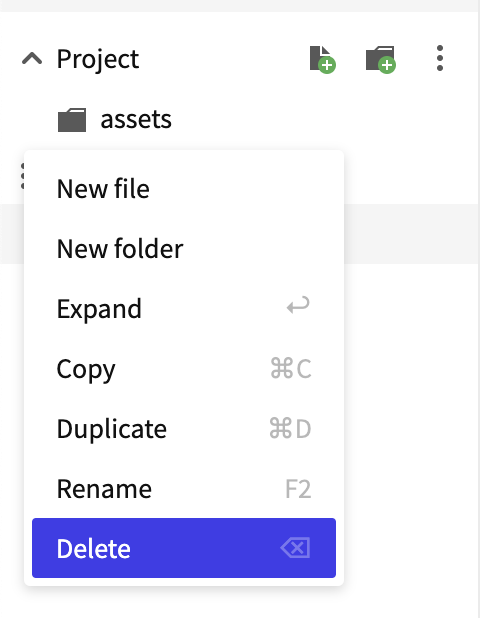 Project
assets
New file
New folder
Expand ↩
Copy ⌘C
Duplicate ⌘D
Rename F2
Delete ⌫